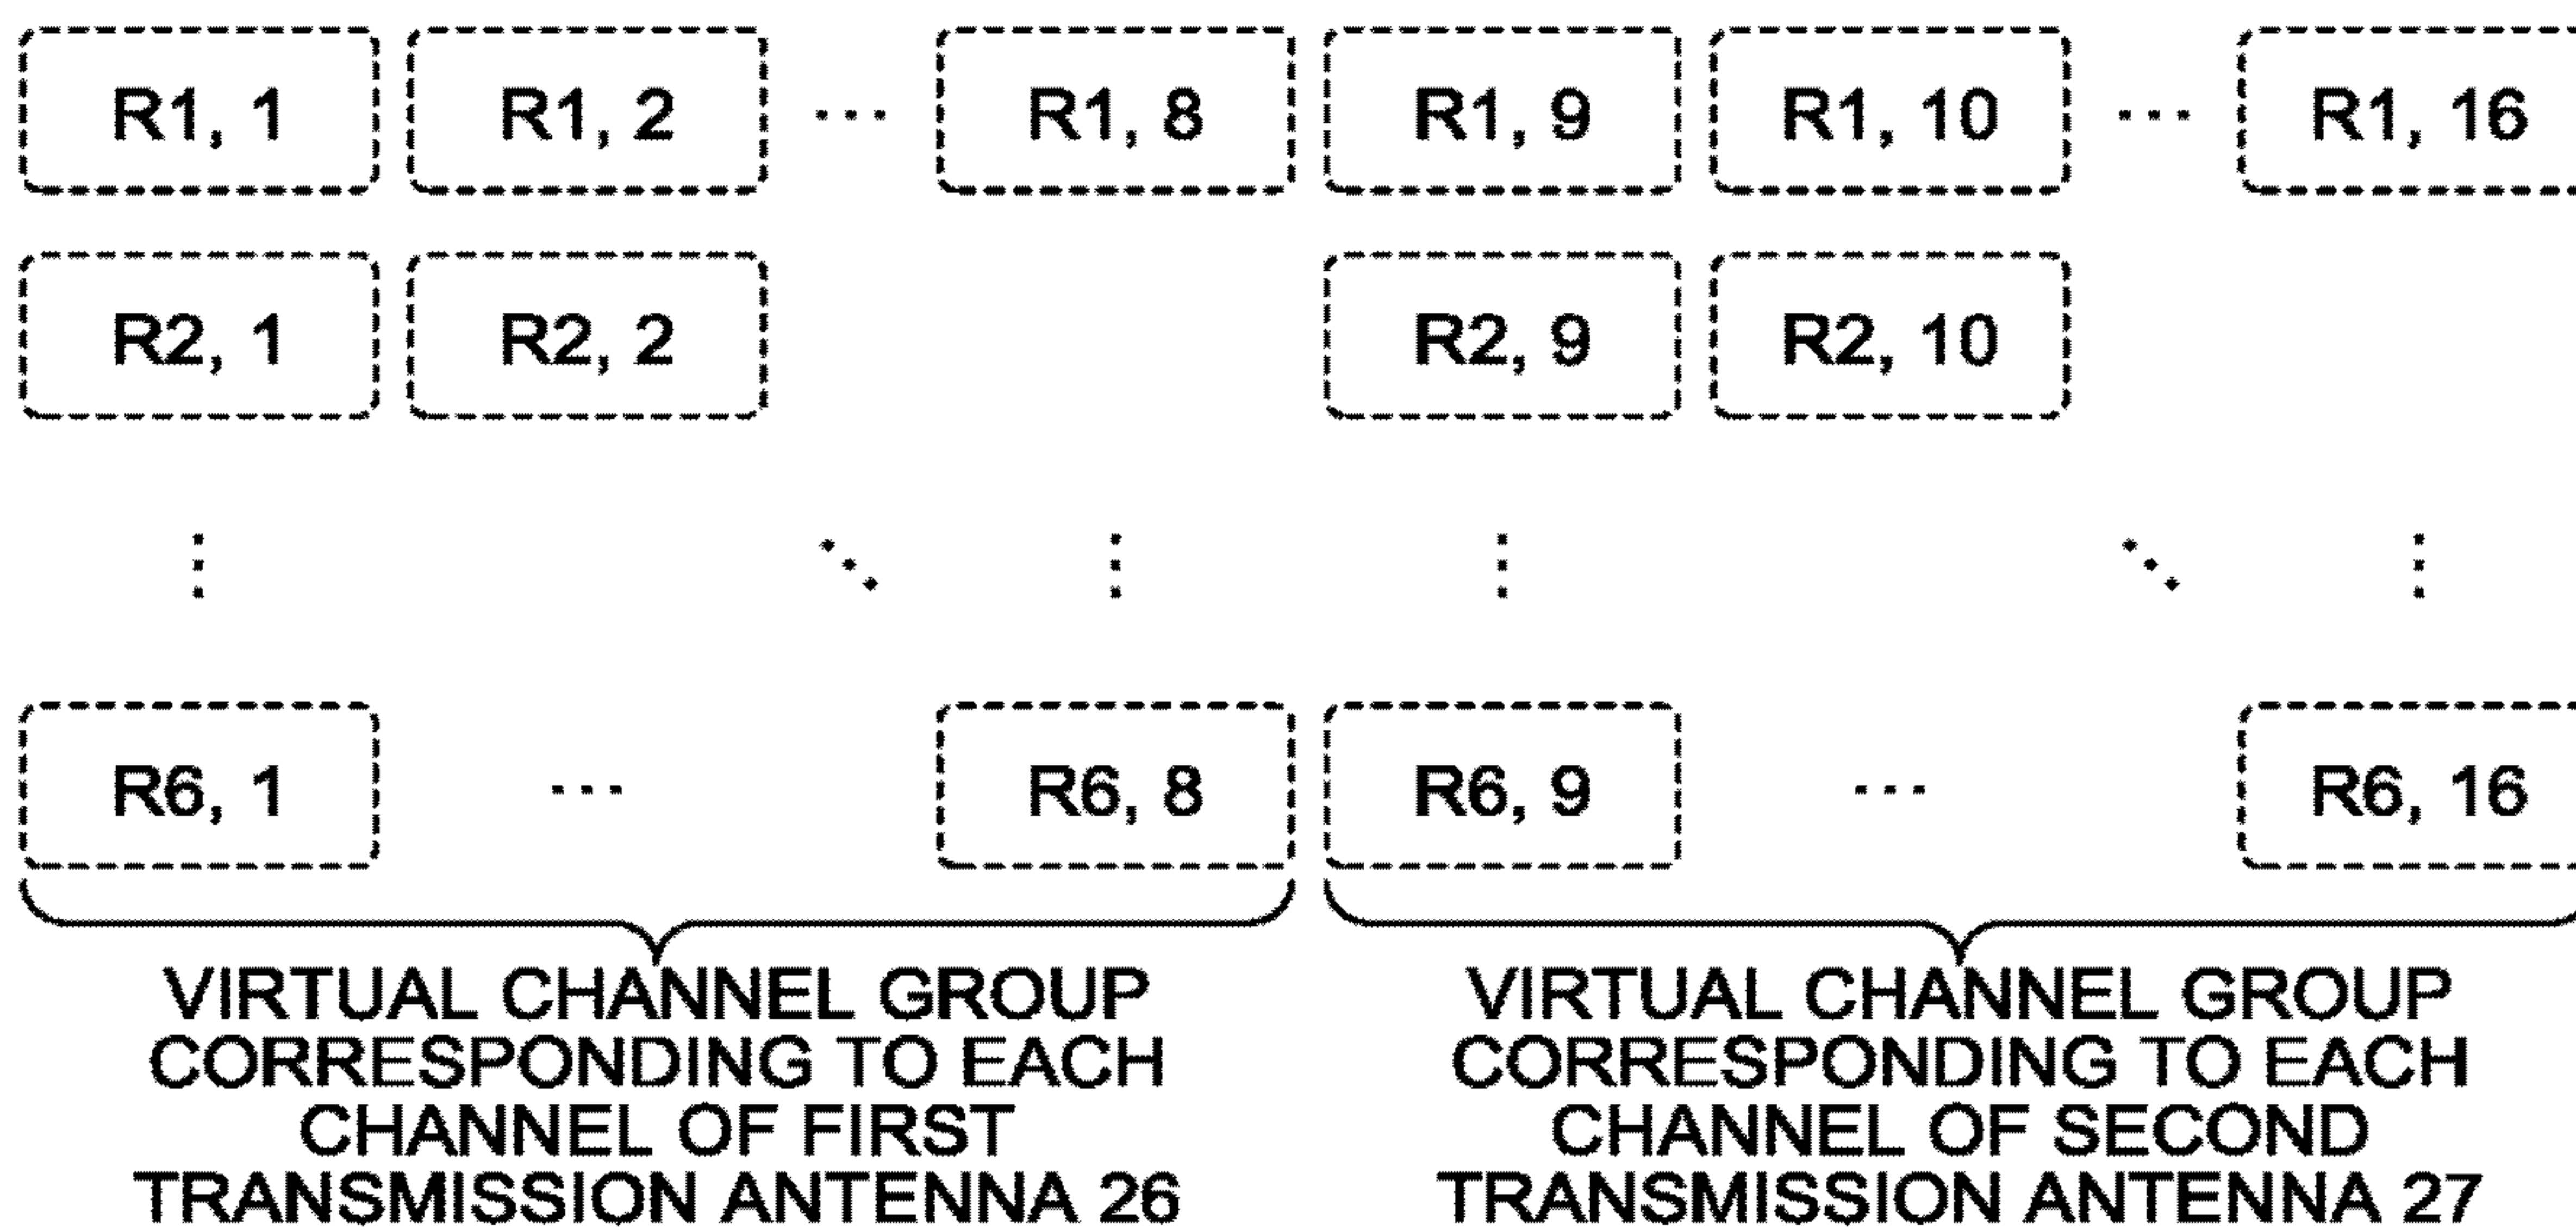 R1, 1 R1, 2 ... R1, 8 R1, 9 R1, 10 ... R1, 16
R2, 1 R2, 2 R2, 9 R2, 10
R6, 1 ... R6, 8 R6, 9 ... R6, 16
VIRTUAL CHANNEL GROUP
CORRESPONDING TO EACH
CHANNEL OF FIRST
TRANSMISSION ANTENNA 26
VIRTUAL CHANNEL GROUP
CORRESPONDING TO EACH
CHANNEL OF SECOND
TRANSMISSION ANTENNA 27